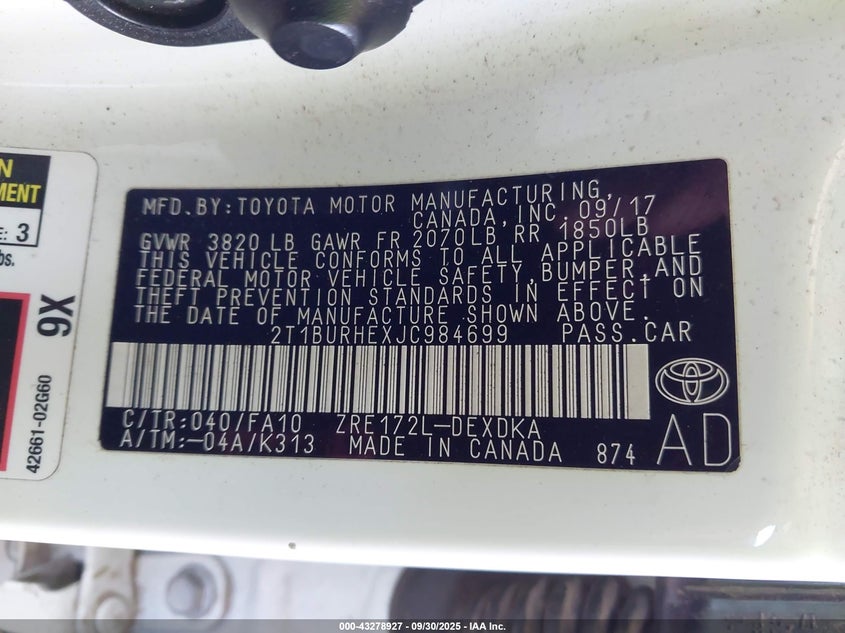 N
MENT
E: 3
bs.
9X
42661-02G60
MFD.BY:TOYOTA MOTOR MANUFACTURING,
CANADA,INC. 09/17
GVWR 3820 LB GAWR FR 2070LB RR 1850LB
THIS VEHICLE CONFORMS TO ALL APPLICABLE
FEDERAL MOTOR VEHICLE SAFETY,BUMPER,AND
THEFT PREVENTION STANDARDS IN EFFECT ON
THE DATE OF MANUFACTURE SHOWN ABOVE.
2T1BURHEXJC984699 PASS.CAR
C/TR:040/FA10 ZRE172L-DEXDKA
A/TM:-04A/K313 MADE IN CANADA 874
AD
000-43278927 - 09/30/2025 - IAA Inc.